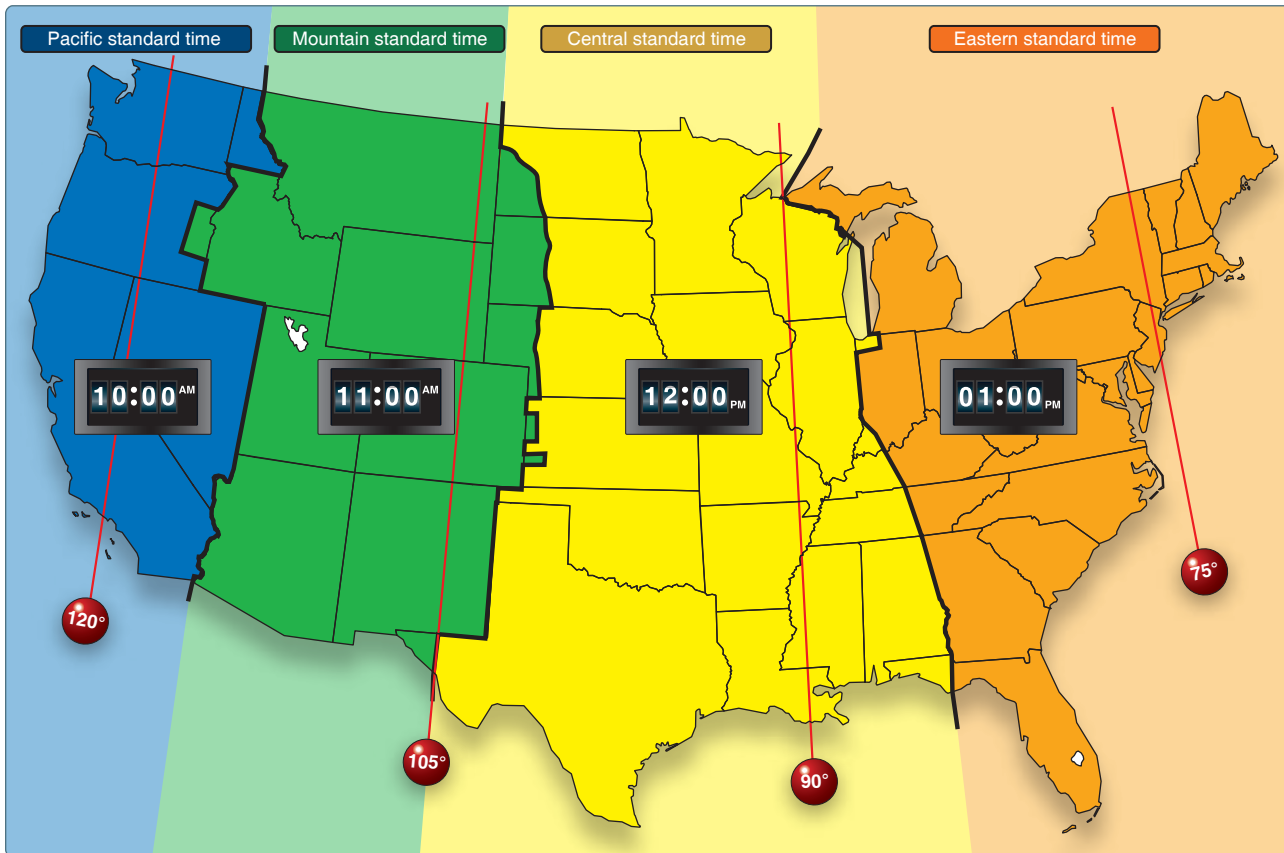 Pacific standard time
Mountain standard time
Central standard time
Eastern standard time
10:00 AM
11:00 AM
12:00 PM
01:00 PM
120°
105°
90°
75°